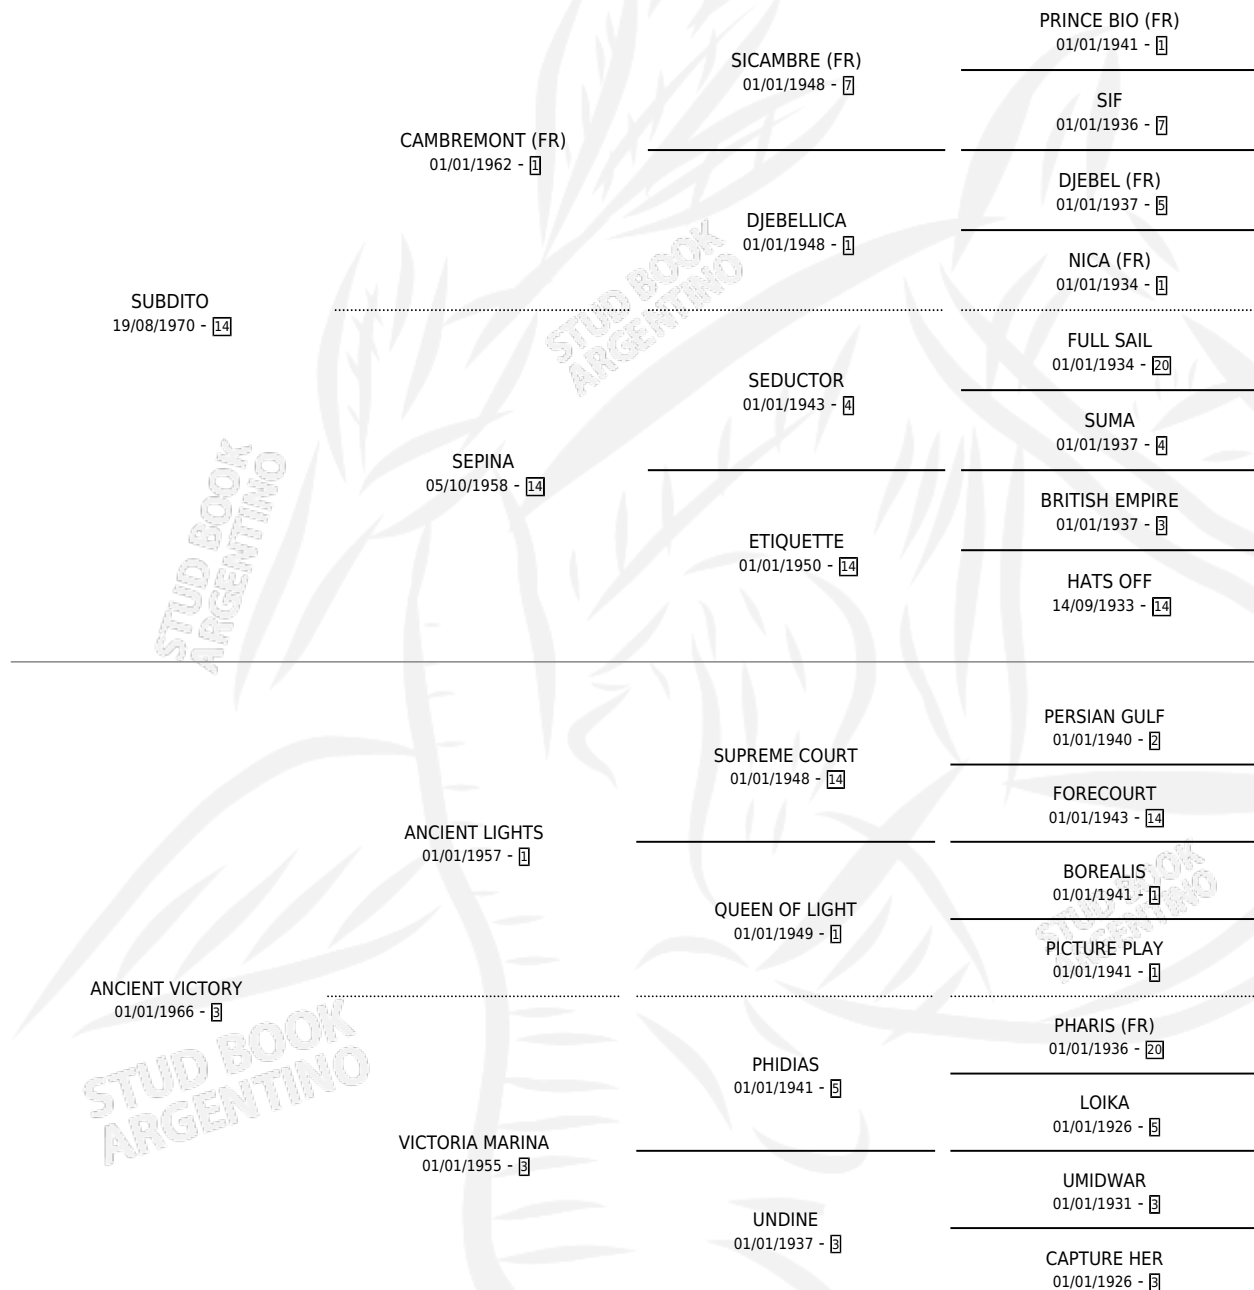 PRINCE BIO (FR)
01/01/1941 - 1
SICAMBRE (FR)
01/01/1948 - 7
SIF
01/01/1936 - 7
CAMBREMONT (FR)
01/01/1962 - 1
DJEBEL (FR)
01/01/1937 - 5
DJEBELLICA
01/01/1948 - 1
NICA (FR)
01/01/1934 - 1
SUBDITO
19/08/1970 - 14
FULL SAIL
01/01/1934 - 20
SEDUCTOR
01/01/1943 - 4
SUMA
01/01/1937 - 4
SEPINA
05/10/1958 - 14
BRITISH EMPIRE
01/01/1937 - 3
ETIQUETTE
01/01/1950 - 14
HATS OFF
14/09/1933 - 14
PERSIAN GULF
01/01/1940 - 2
SUPREME COURT
01/01/1948 - 14
FORECOURT
01/01/1943 - 14
ANCIENT LIGHTS
01/01/1957 - 1
BOREALIS
01/01/1941 - 1
QUEEN OF LIGHT
01/01/1949 - 1
PICTURE PLAY
01/01/1941 - 1
ANCIENT VICTORY
01/01/1966 - 3
PHARIS (FR)
01/01/1936 - 20
PHIDIAS
01/01/1941 - 5
LOIKA
01/01/1926 - 5
VICTORIA MARINA
01/01/1955 - 3
UMIDWAR
01/01/1931 - 3
UNDINE
01/01/1937 - 3
CAPTURE HER
01/01/1926 - 3
STUD BOOK
ARGENTINO
STUD BOOK
ARGENTINO
STUD BOOK
ARGENTINO
STUD BOOK
ARGENTINO